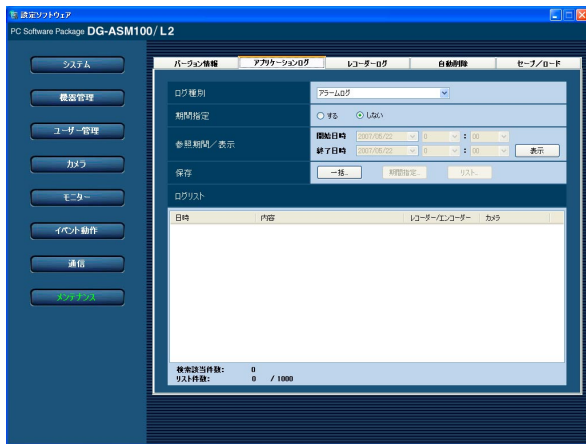 設定ソフトウェア
PC Software Package DG-ASM100/L2
システム
機器管理
ユーザー管理
カメラ
モニター
イベント動作
通信
メンテナンス
バージョン情報 アプリケーションログ レコーダーログ 自動削除 セーブ/ロード
ログ種別 アラームログ
期間指定 する しない
参照期間/表示 開始日時 2007/05/22 0 : 00
終了日時 2007/05/22 0 : 00 表示
保存 一括.. 期間指定.. リスト..
ログリスト
日時 内容 レコーダー/エンコーダー カメラ
検索該当件数: 0
リスト件数: 0 / 1000